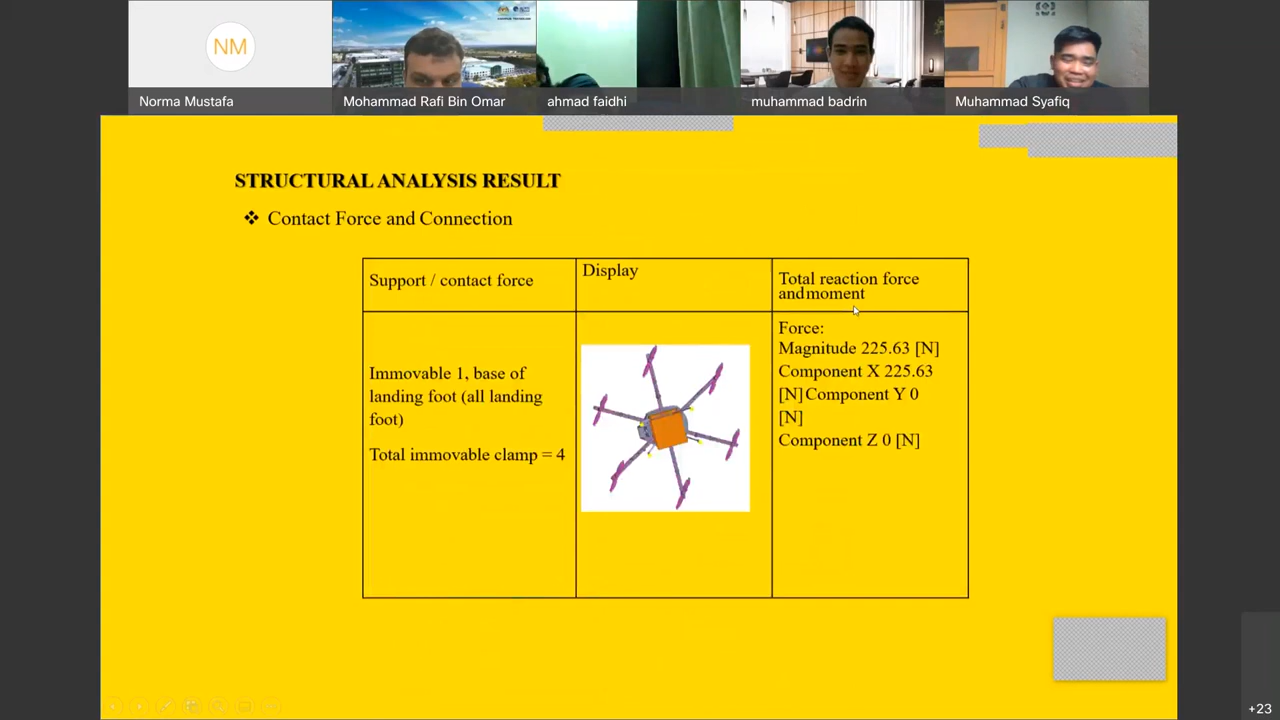 NM
Norma Mustafa
Mohammad Rafi Bin Omar
ahmad faidhi
muhammad badrin
Muhammad Syafiq
STRUCTURAL ANALYSIS RESULT
❖ Contact Force and Connection
Support / contact force
Display
Total reaction force
andmoment
Immovable 1, base of
landing foot (all landing
foot)
Total immovable clamp = 4
Force:
Magnitude 225.63 [N]
Component X 225.63
[N]Component Y 0
[N]
Component Z 0 [N]
+23